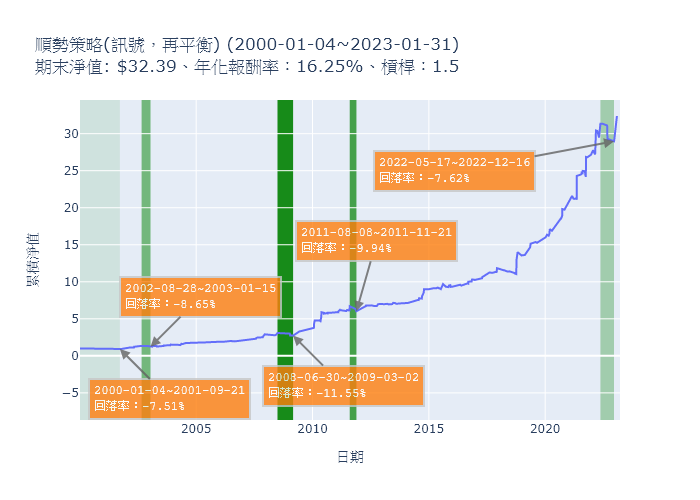 順勢策略(訊號，再平衡) (2000-01-04~2023-01-31)
期末淨值: $32.39、年化報酬率：16.25%、槓桿：1.5
30
25
20
15
10
5
0
−5
累積淨值
2022-05-17~2022-12-16
回落率：-7.62%
2011-08-08~2011-11-21
回落率：-9.94%
2002-08-28~2003-01-15
回落率：-8.65%
2008-06-30~2009-03-02
回落率：-11.55%
2000-01-04~2001-09-21
回落率：-7.51%
2005
2010
2015
2020
日期